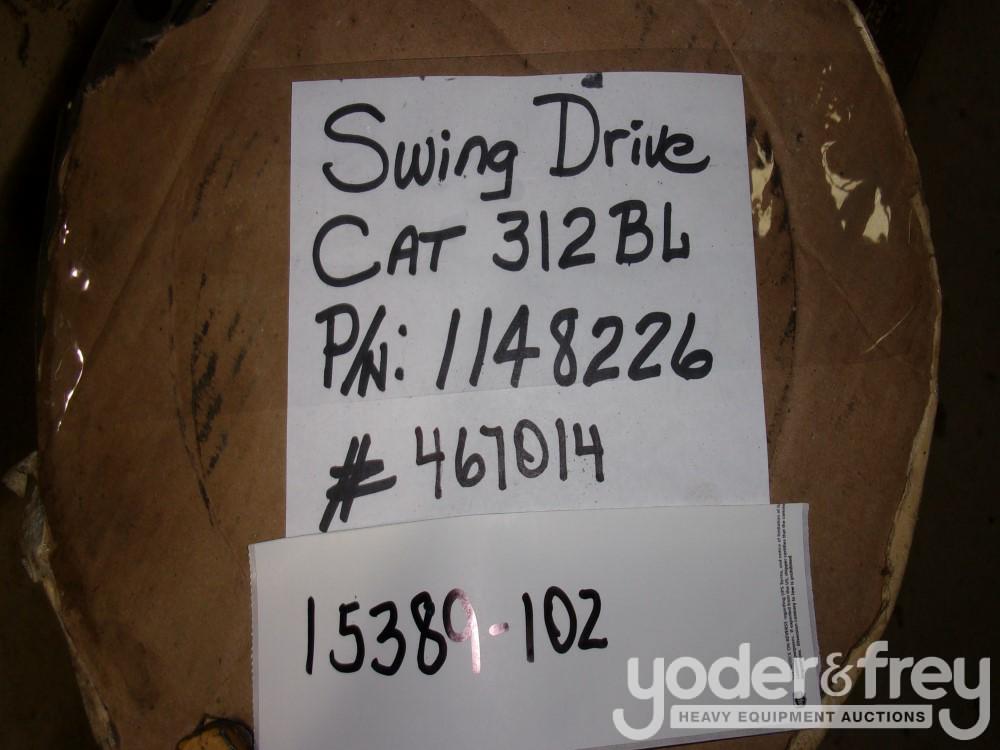 Swing Drive
CAT 312BL
P/N: 1148226
# 467014
15389-102
yoder&frey
HEAVY EQUIPMENT AUCTIONS